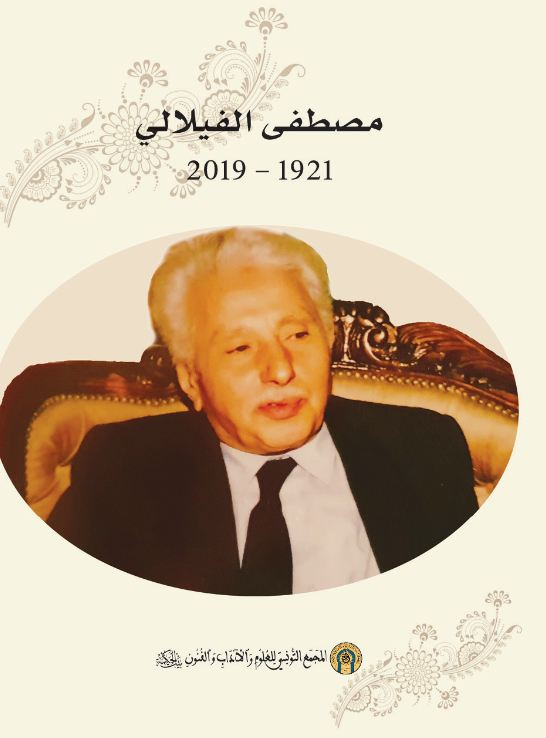 مصطفى الفيلالي
1921 – 2019
المجمع التونسي للعلوم والآداب والفنون بيت الحكمة